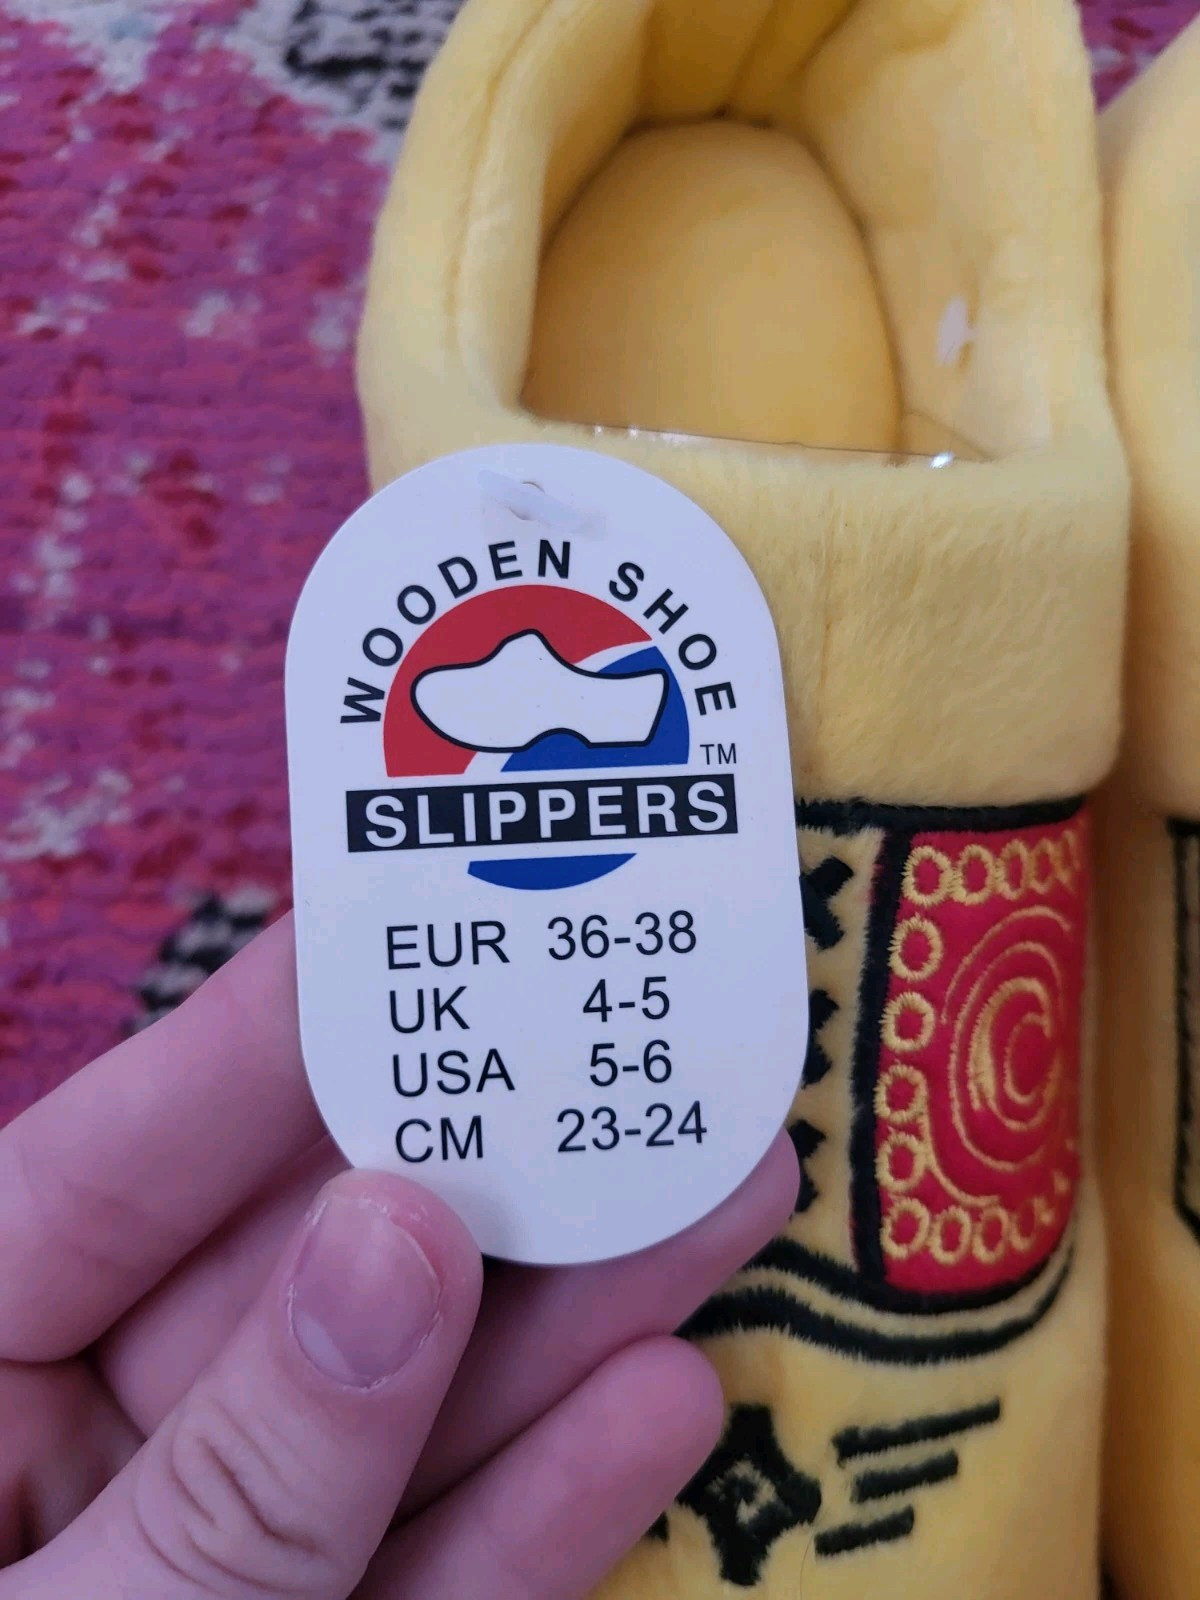 WOODEN SHOE
TM
SLIPPERS
EUR 36-38
UK 4-5
USA 5-6
CM 23-24